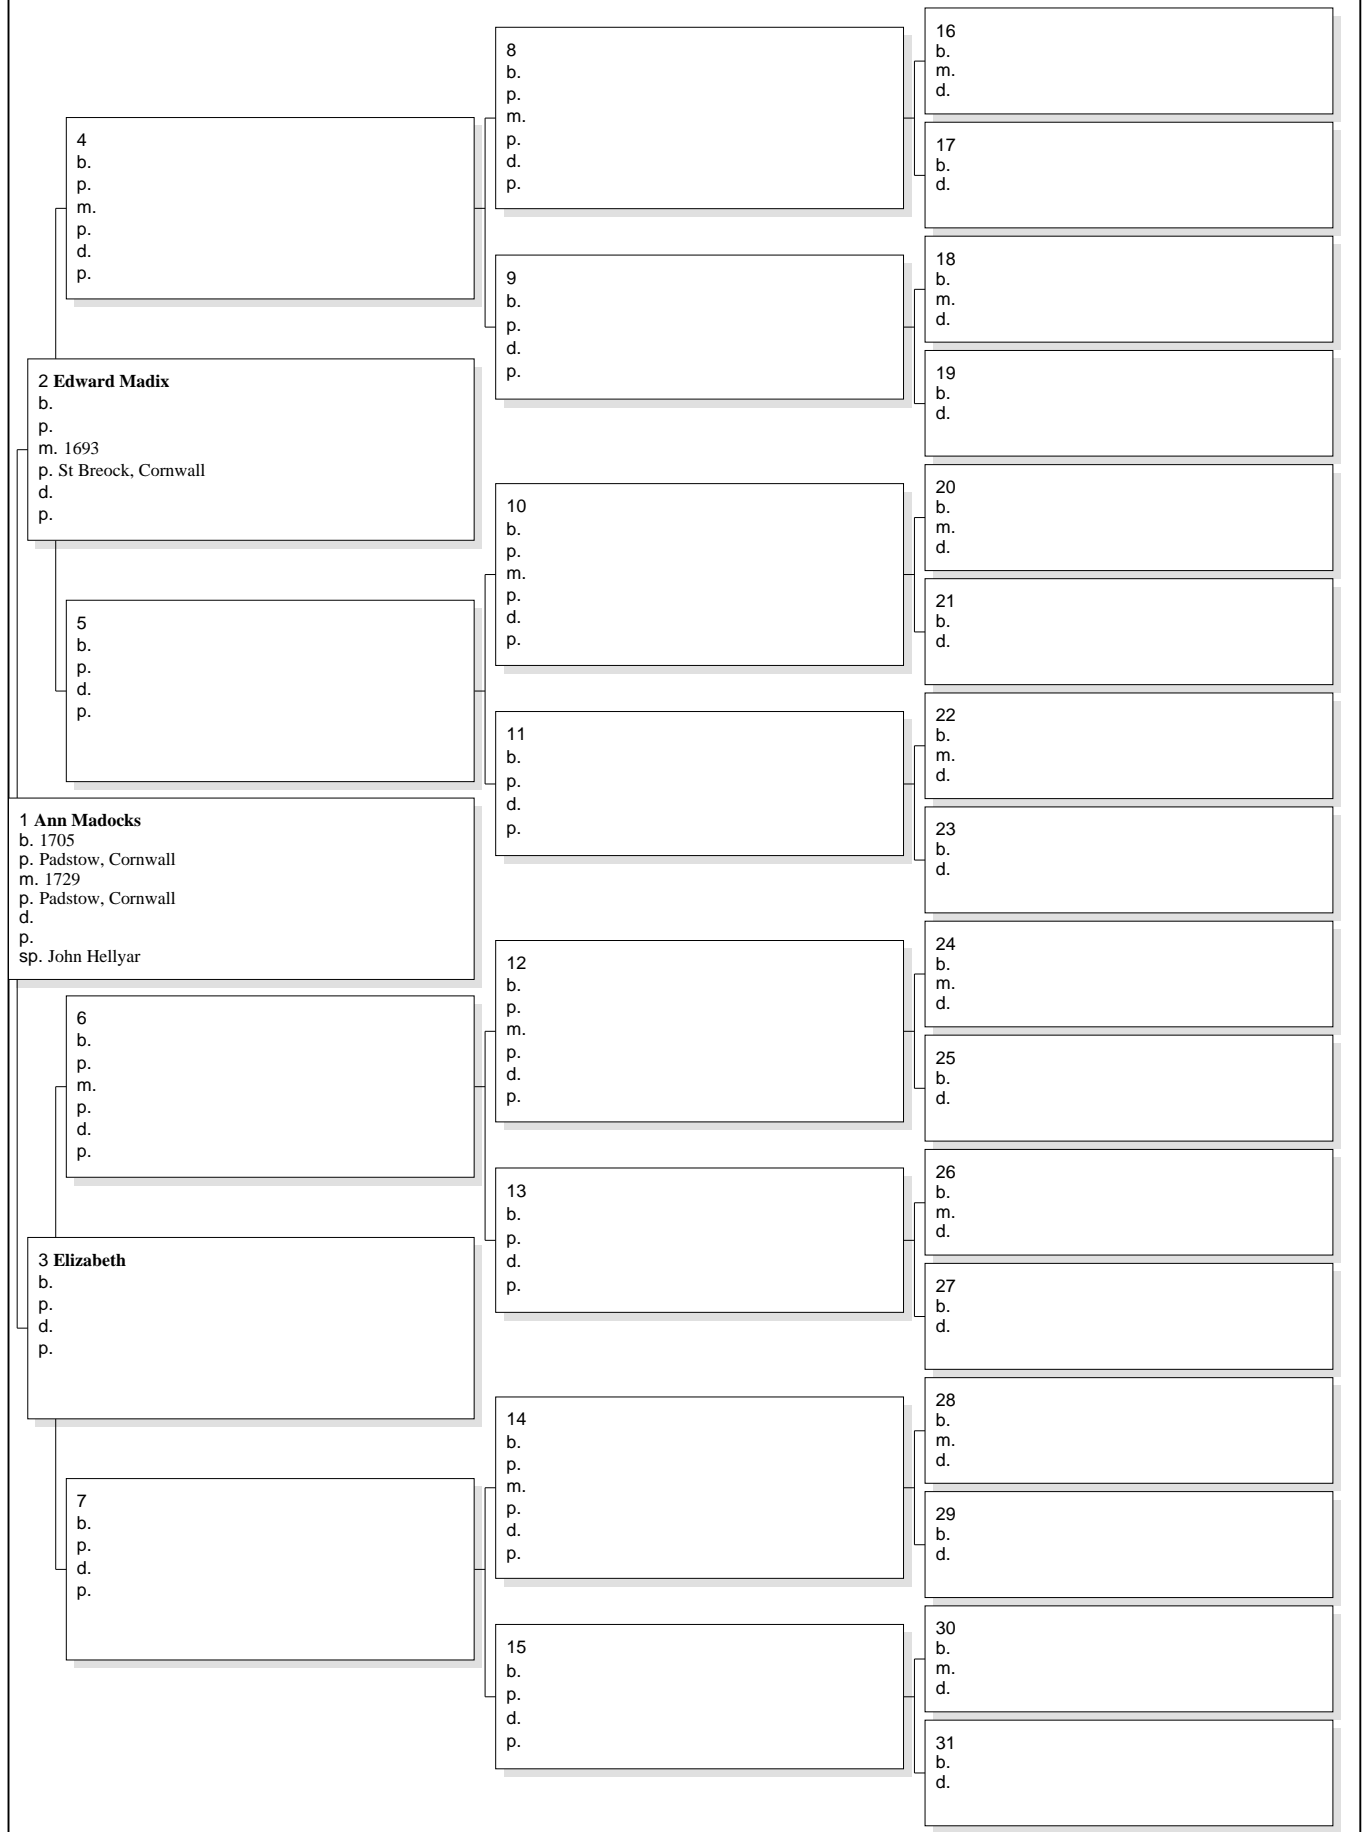 4
b.
p.
m.
p.
d.
p.
2 Edward Madix
b.
p.
m. 1693
p. St Breock, Cornwall
d.
p.
5
b.
p.
d.
p.
1 Ann Madocks
b. 1705
p. Padstow, Cornwall
m. 1729
p. Padstow, Cornwall
d.
p.
sp. John Hellyar
6
b.
p.
m.
p.
d.
p.
3 Elizabeth
b.
p.
d.
p.
7
b.
p.
d.
p.
8
b.
p.
m.
p.
d.
p.
9
b.
p.
d.
p.
10
b.
p.
m.
p.
d.
p.
11
b.
p.
d.
p.
12
b.
p.
m.
p.
d.
p.
13
b.
p.
d.
p.
14
b.
p.
m.
p.
d.
p.
15
b.
p.
d.
p.
16
b.
m.
d.
17
b.
d.
18
b.
m.
d.
19
b.
d.
20
b.
m.
d.
21
b.
d.
22
b.
m.
d.
23
b.
d.
24
b.
m.
d.
25
b.
d.
26
b.
m.
d.
27
b.
d.
28
b.
m.
d.
29
b.
d.
30
b.
m.
d.
31
b.
d.